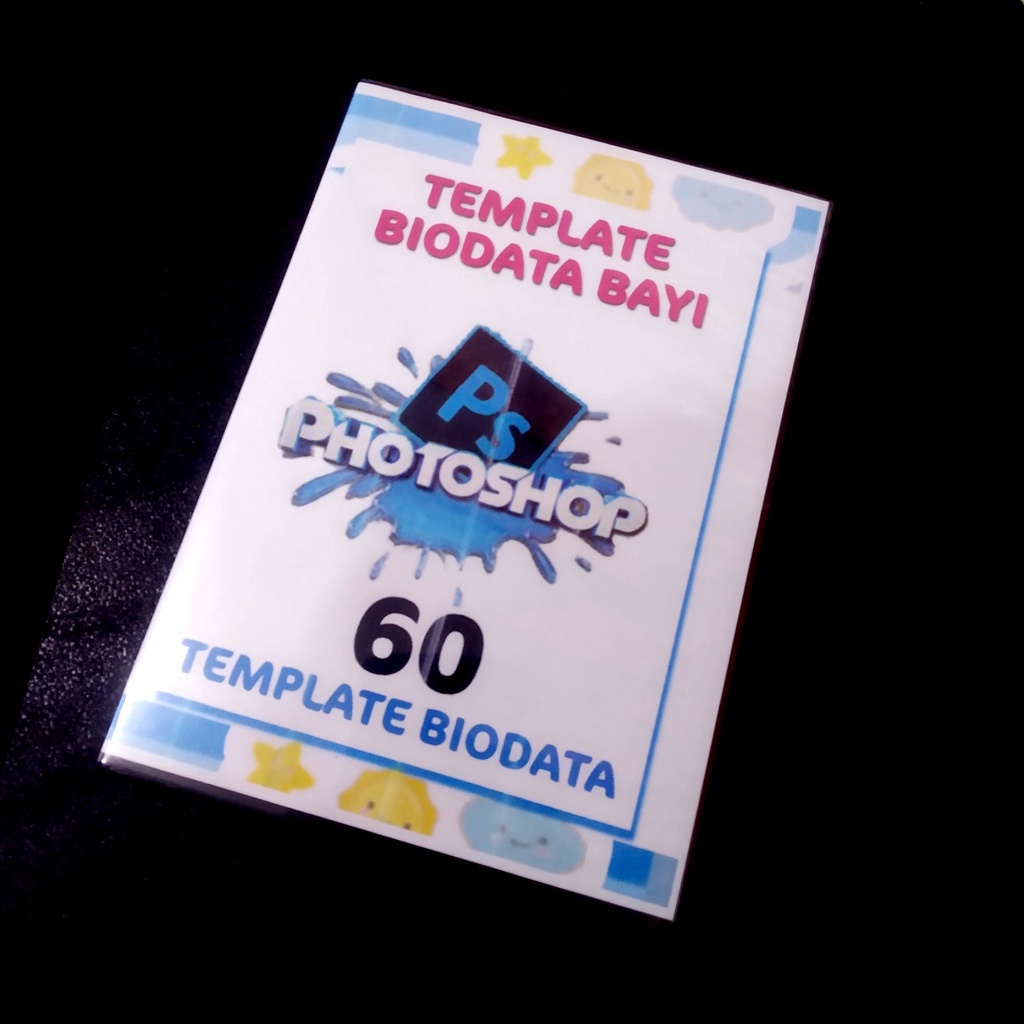 TEMPLATE
BIODATA BAYI
Ps
PHOTOSHOP
60
TEMPLATE BIODATA